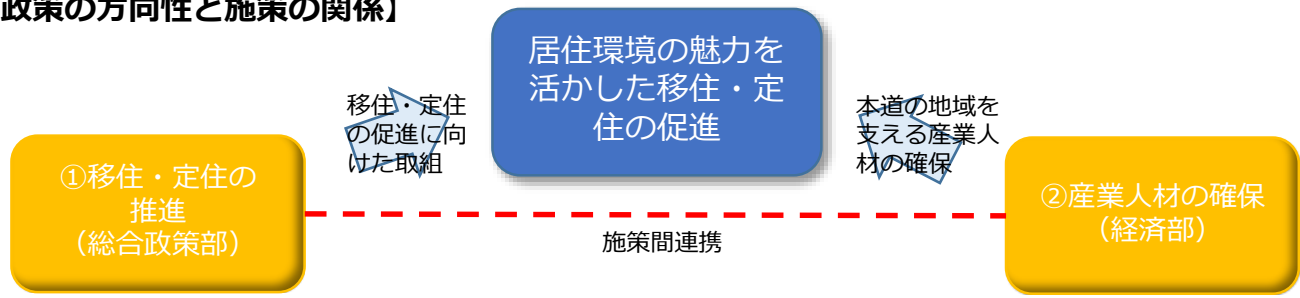 政策の方向性と施策の関係】
居住環境の魅力を
活かした移住・定
住の促進
移住・定住
の促進に向
けた取組
本道の地域を
支える産業人
材の確保
①移住・定住の
推進
（総合政策部）
②産業人材の確保
（経済部）
施策間連携